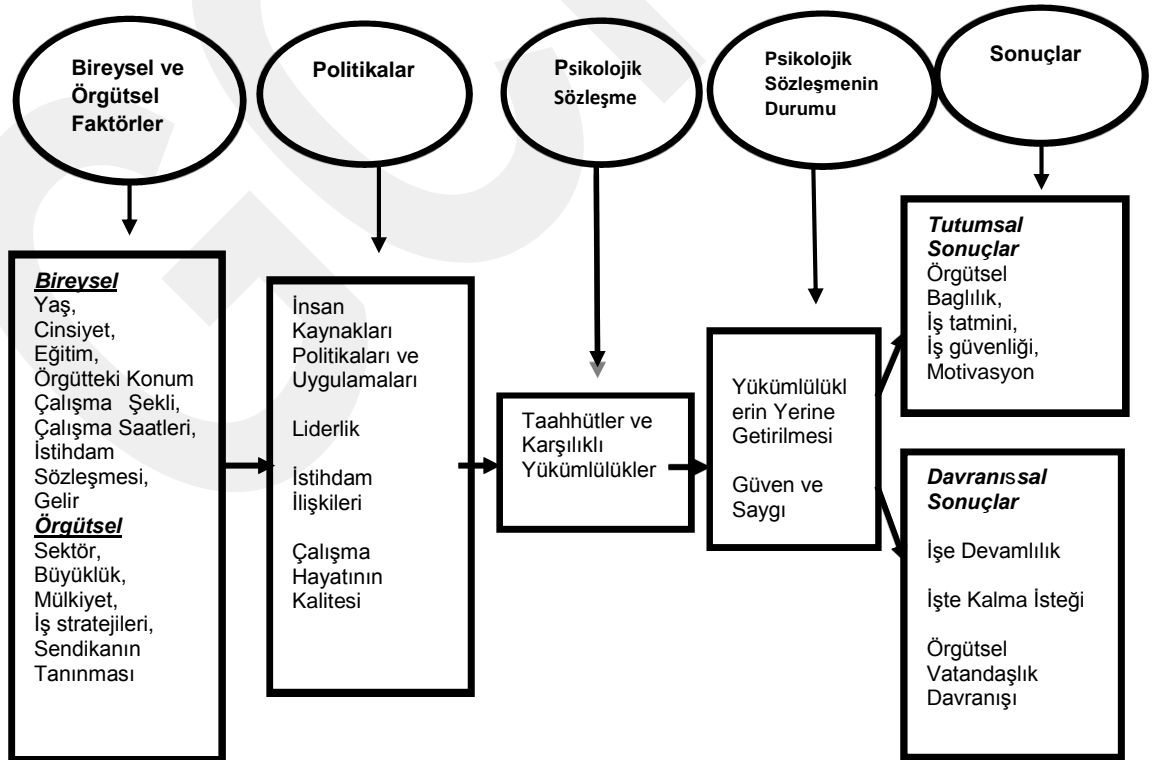 Bireysel ve
Örgütsel
Faktörler
Politikalar
Psikolojik
Sözleşme
Psikolojik
Sözleşmenin
Durumu
Sonuçlar
Bireysel
Yaş,
Cinsiyet,
Eğitim,
Örgütteki Konum
Çalışma Şekli,
Çalışma Saatleri,
İstihdam
Sözleşmesi,
Gelir
Örgütsel
Sektör,
Büyüklük,
Mülkiyet,
İş stratejileri,
Sendikanın
Tanınması
İnsan
Kaynakları
Politikaları ve
Uygulamaları
Liderlik
İstihdam
İlişkileri
Çalışma
Hayatının
Kalitesi
Taahhütler ve
Karşılıklı
Yükümlülükler
Yükümlülükl
erin Yerine
Getirilmesi
Güven ve
Saygı
Tutumsal
Sonuçlar
Örgütsel
Baglılık,
İş tatmini,
İş güvenliği,
Motivasyon
Davranıssal
Sonuçlar
İşe Devamlılık
İşte Kalma İsteği
Örgütsel
Vatandaşlık
Davranışı